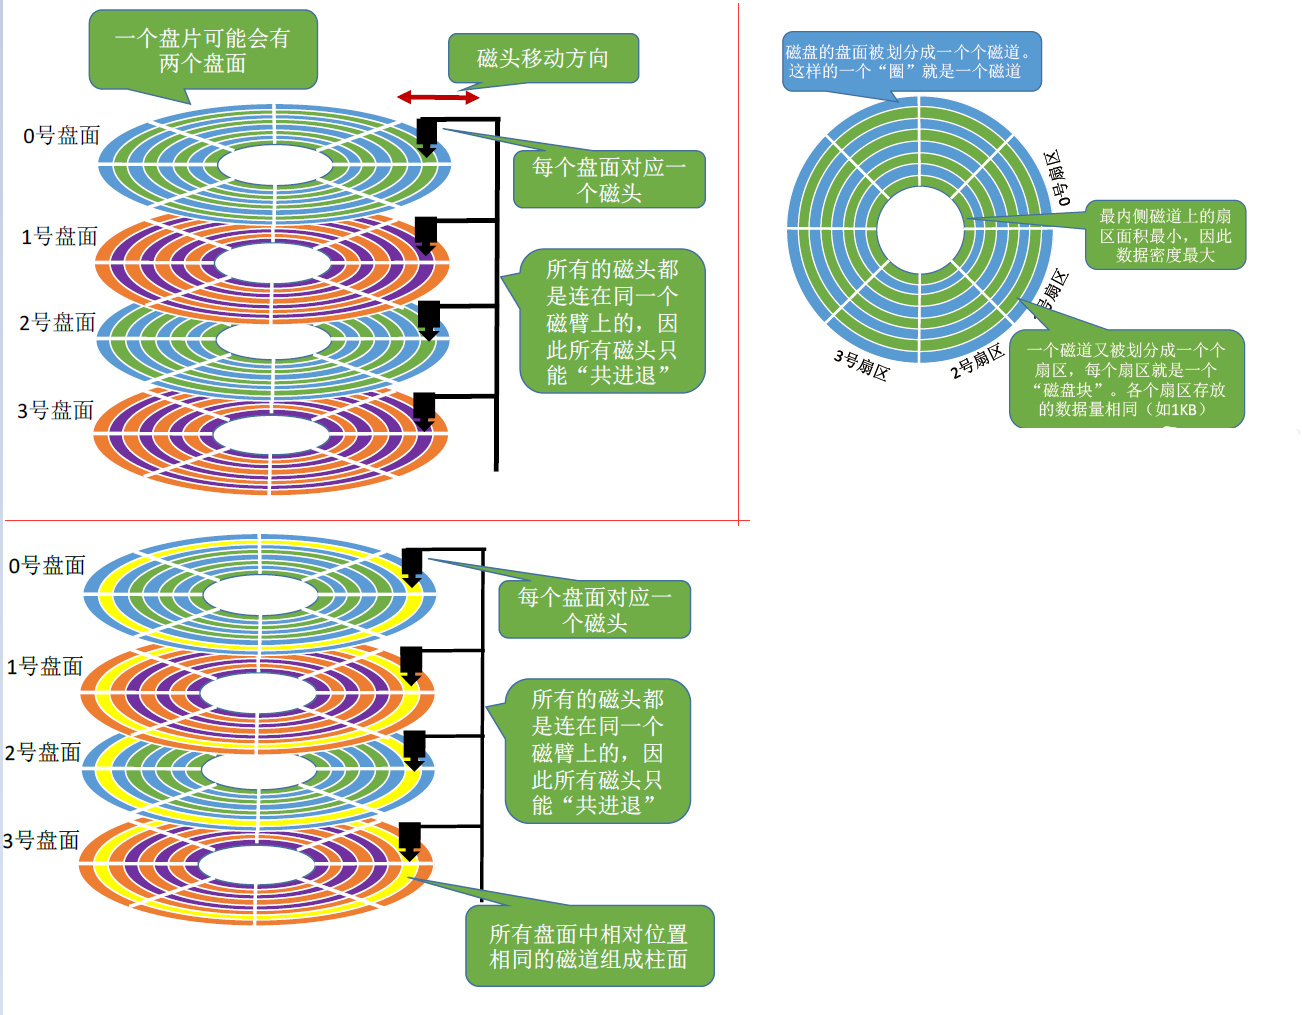 一个盘片可能会有
两个盘面
磁头移动方向
0号盘面
每个盘面对应一
个磁头
1号盘面
所有的磁头都
是连在同一个
磁臂上的，因
此所有磁头只
能“共进退”
2号盘面
3号盘面
磁盘的盘面被划分成一个个磁道。
这样的一个“圈”就是一个磁道
0号扇区
最内侧磁道上的扇
区面积最小，因此
数据密度最大
号扇区
2号扇区
3号扇区
一个磁道又被划分成一个个
扇区，每个扇区就是一个
“磁盘块”。各个扇区存放
的数据量相同（如1KB）
0号盘面
每个盘面对应一
个磁头
1号盘面
所有的磁头都
是连在同一个
磁臂上的，因
此所有磁头只
能“共进退”
2号盘面
3号盘面
所有盘面中相对位置
相同的磁道组成柱面